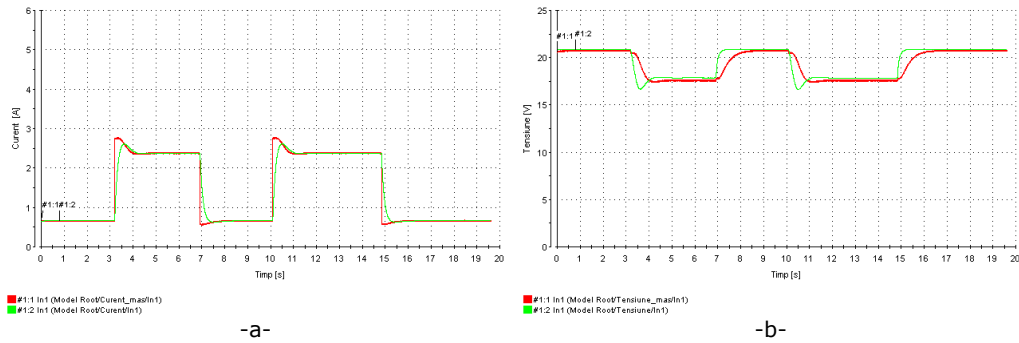 6
5
4
3
2
1
0
Curent [A]
#1:1#1:2
0 1 2 3 4 5 6 7 8 9 10 11 12 13 14 15 16 17 18 19 20
Timp [s]
#1:1 In1 (Model Root/Curent_mas/In1)
#1:2 In1 (Model Root/Curent/In1)
-a-
25
20
15
10
5
0
Tensiune [V]
#1:1 #1:2
0 1 2 3 4 5 6 7 8 9 10 11 12 13 14 15 16 17 18 19 20
Timp [s]
#1:1 In1 (Model Root/Tensiune_mas/In1)
#1:2 In1 (Model Root/Tensiune/In1)
-b-